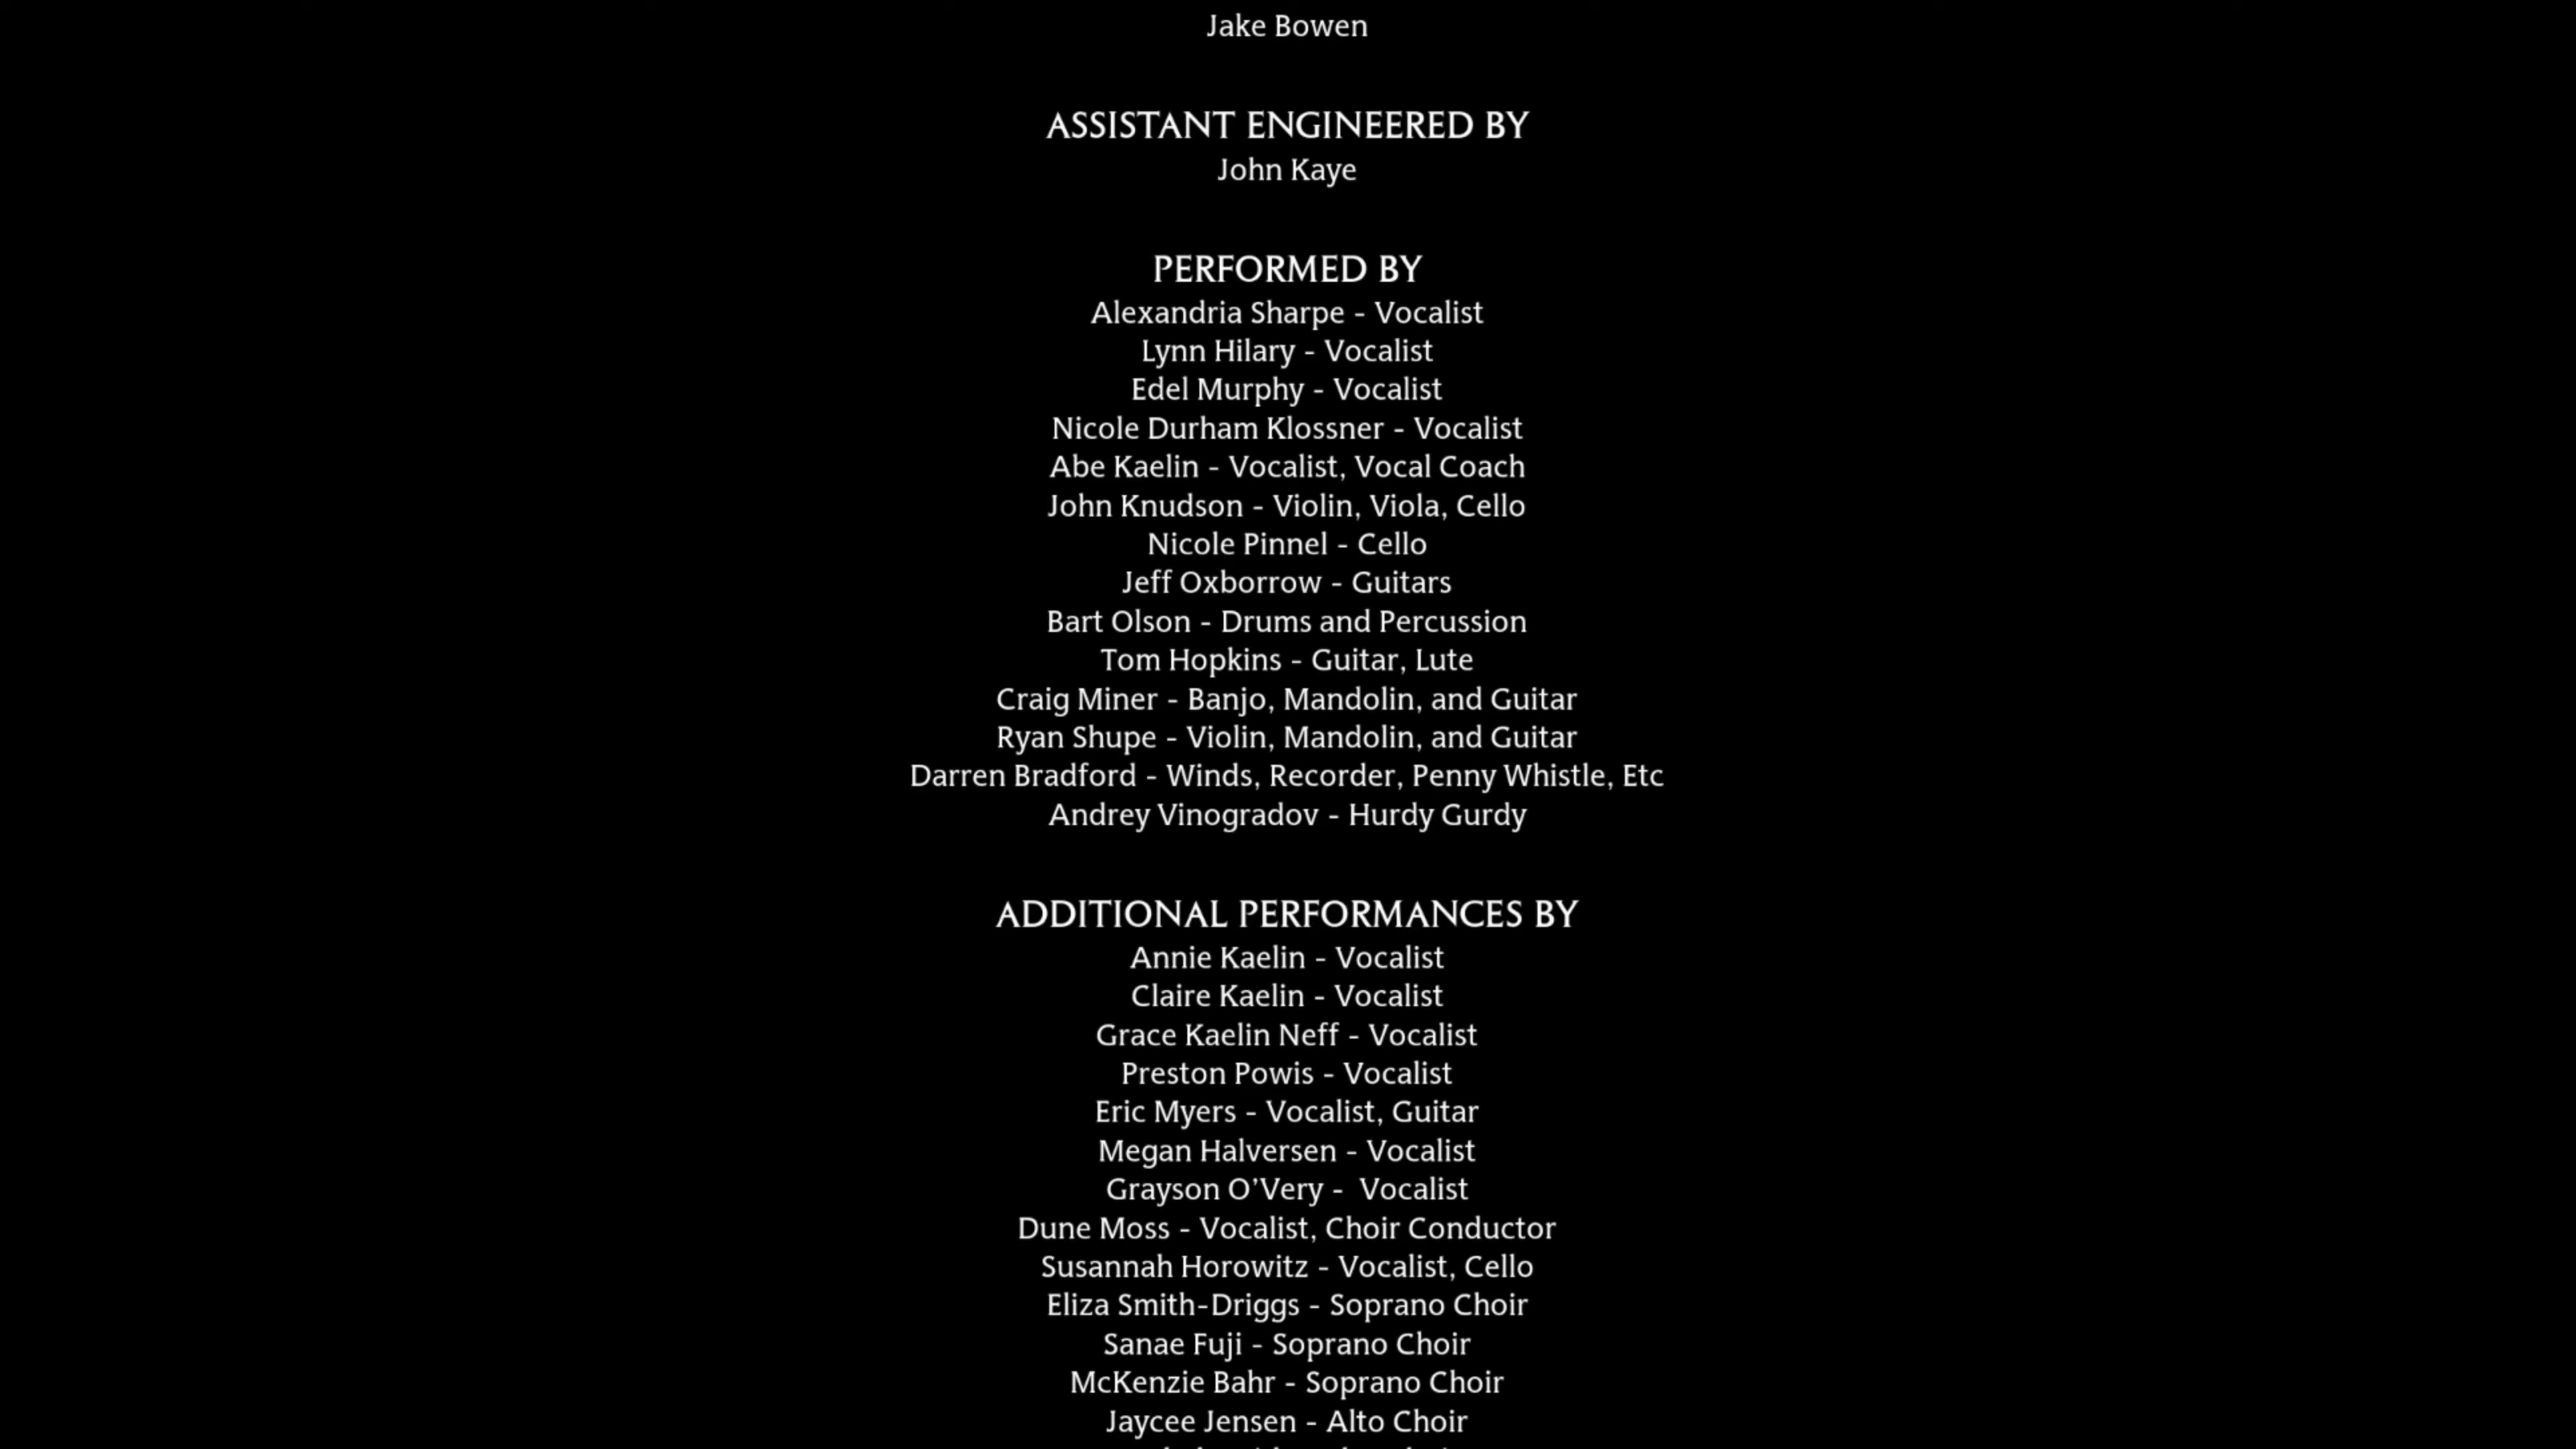 Jake Bowen
ASSISTANT ENGINEERED BY
John Kaye
PERFORMED BY
Alexandria Sharpe - Vocalist
Lynn Hilary - Vocalist
Edel Murphy - Vocalist
Nicole Durham Klossner - Vocalist
Abe Kaelin - Vocalist, Vocal Coach
John Knudson - Violin, Viola, Cello
Nicole Pinnel - Cello
Jeff Oxborrow - Guitars
Bart Olson - Drums and Percussion
Tom Hopkins - Guitar, Lute
Craig Miner - Banjo, Mandolin, and Guitar
Ryan Shupe - Violin, Mandolin, and Guitar
Darren Bradford - Winds, Recorder, Penny Whistle, Etc
Andrey Vinogradov - Hurdy Gurdy
ADDITIONAL PERFORMANCES BY
Annie Kaelin - Vocalist
Claire Kaelin - Vocalist
Grace Kaelin Neff - Vocalist
Preston Powis - Vocalist
Eric Myers - Vocalist, Guitar
Megan Halversen - Vocalist
Grayson O’Very -  Vocalist
Dune Moss - Vocalist, Choir Conductor
Susannah Horowitz - Vocalist, Cello
Eliza Smith-Driggs - Soprano Choir
Sanae Fuji - Soprano Choir
McKenzie Bahr - Soprano Choir
Jaycee Jensen - Alto Choir